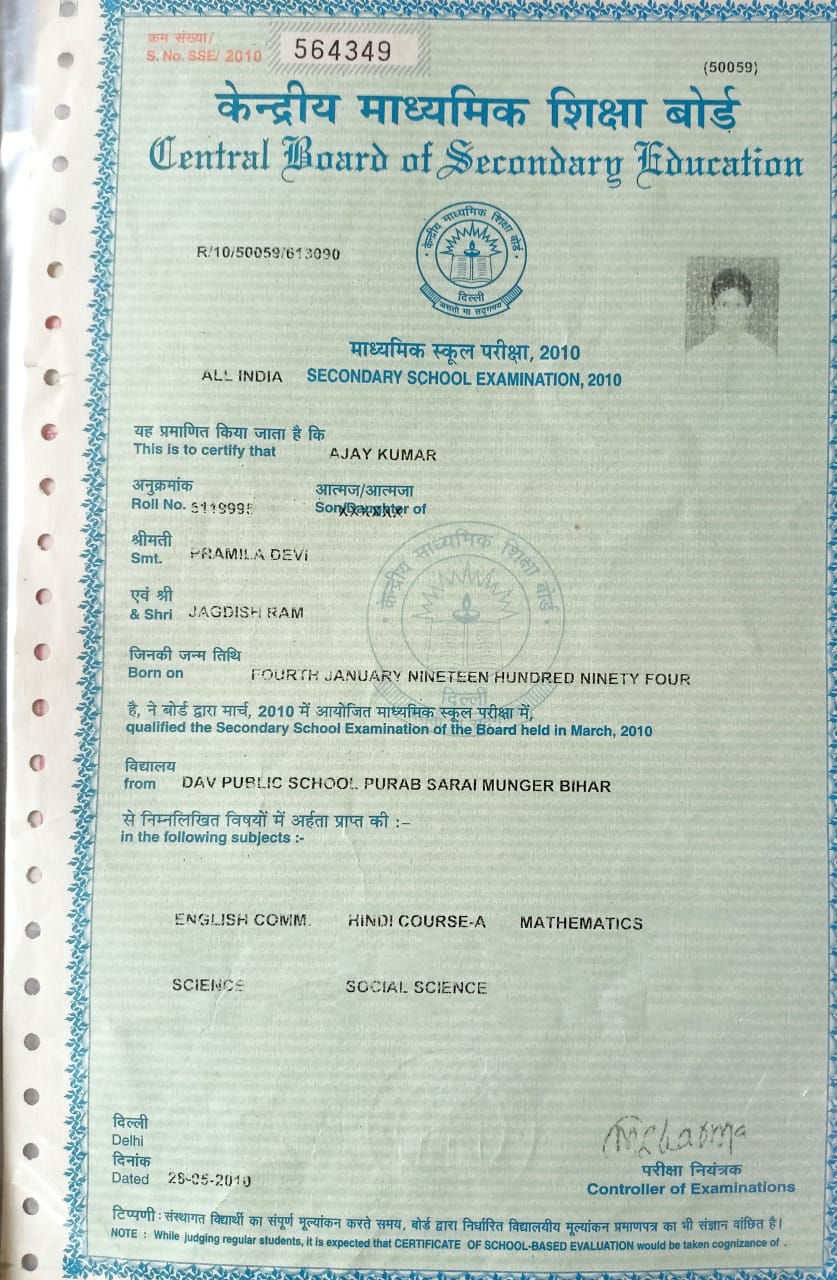 क्रम संख्या/
S. No. SSE/ 2010 564349
(50059)
केन्द्रीय माध्यमिक शिक्षा बोर्ड
Central Board of Secondary Education
R/10/50059/613090
केन्द्रीय माध्यमिक शिक्षा बोर्ड
दिल्ली
असतो मा सद्गमय
माध्यमिक स्कूल परीक्षा, 2010
ALL INDIA SECONDARY SCHOOL EXAMINATION, 2010
यह प्रमाणित किया जाता है कि
This is to certify that AJAY KUMAR
अनुक्रमांक आत्मज/आत्मजा
Roll No. 5119995 Son/Daughter of
श्रीमती
Smt. PRAMILA DEVI
एवं श्री
& Shri JAGDISH RAM
केन्द्रीय माध्यमिक शिक्षा बोर्ड
दिल्ली
जिनकी जन्म तिथि
Born on FOURTH JANUARY NINETEEN HUNDRED NINETY FOUR
है, ने बोर्ड द्वारा मार्च, 2010 में आयोजित माध्यमिक स्कूल परीक्षा में,
qualified the Secondary School Examination of the Board held in March, 2010
विद्यालय
from DAV PUBLIC SCHOOL PURAB SARAI MUNGER BIHAR
से निम्नलिखित विषयों में अर्हता प्राप्त की :–
in the following subjects :-
ENGLISH COMM. HINDI COURSE-A MATHEMATICS
SCIENCE SOCIAL SCIENCE
दिल्ली
Delhi
दिनांक
Dated 28-05-2010
परीक्षा नियंत्रक
Controller of Examinations
टिप्पणी : संस्थागत विद्यार्थी का संपूर्ण मूल्यांकन करते समय, बोर्ड द्वारा निर्धारित विद्यालयीय मूल्यांकन प्रमाणपत्र का भी संज्ञान वांछित है।
NOTE : While judging regular students, it is expected that CERTIFICATE OF SCHOOL-BASED EVALUATION would be taken cognizance of .